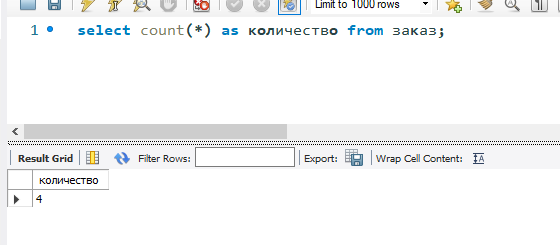 Limit to 1000 rows
1 select count(*) as количество from заказ;
Result Grid Filter Rows: Export: Wrap Cell Content: IA
количество
4